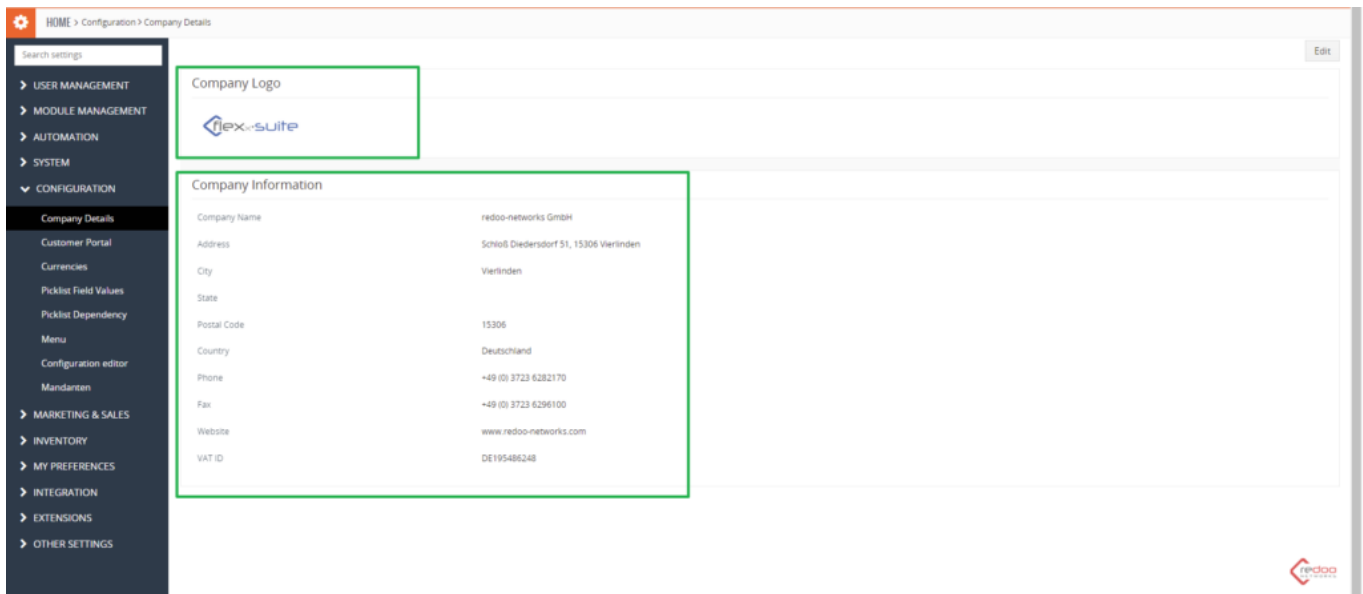 HOME > Configuration > Company Details
Search settings
Edit
USER MANAGEMENT
MODULE MANAGEMENT
AUTOMATION
SYSTEM
CONFIGURATION
Company Details
Customer Portal
Currencies
Picklist Field Values
Picklist Dependency
Menu
Configuration editor
Mandanten
MARKETING & SALES
INVENTORY
MY PREFERENCES
INTEGRATION
EXTENSIONS
OTHER SETTINGS
Company Logo
flex suite
Company Information
Company Name redoo-networks GmbH
Address Schloß Diedersdorf 51, 15306 Vierlinden
City Vierlinden
State
Postal Code 15306
Country Deutschland
Phone +49 (0) 3723 6282170
Fax +49 (0) 3723 6296100
Website www.redoo-networks.com
VAT ID DE195486248
redoo
NETWORKS